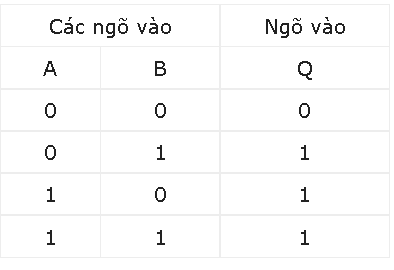 Các ngõ vào Ngõ vào
A B Q
0 0 0
0 1 1
1 0 1
1 1 1